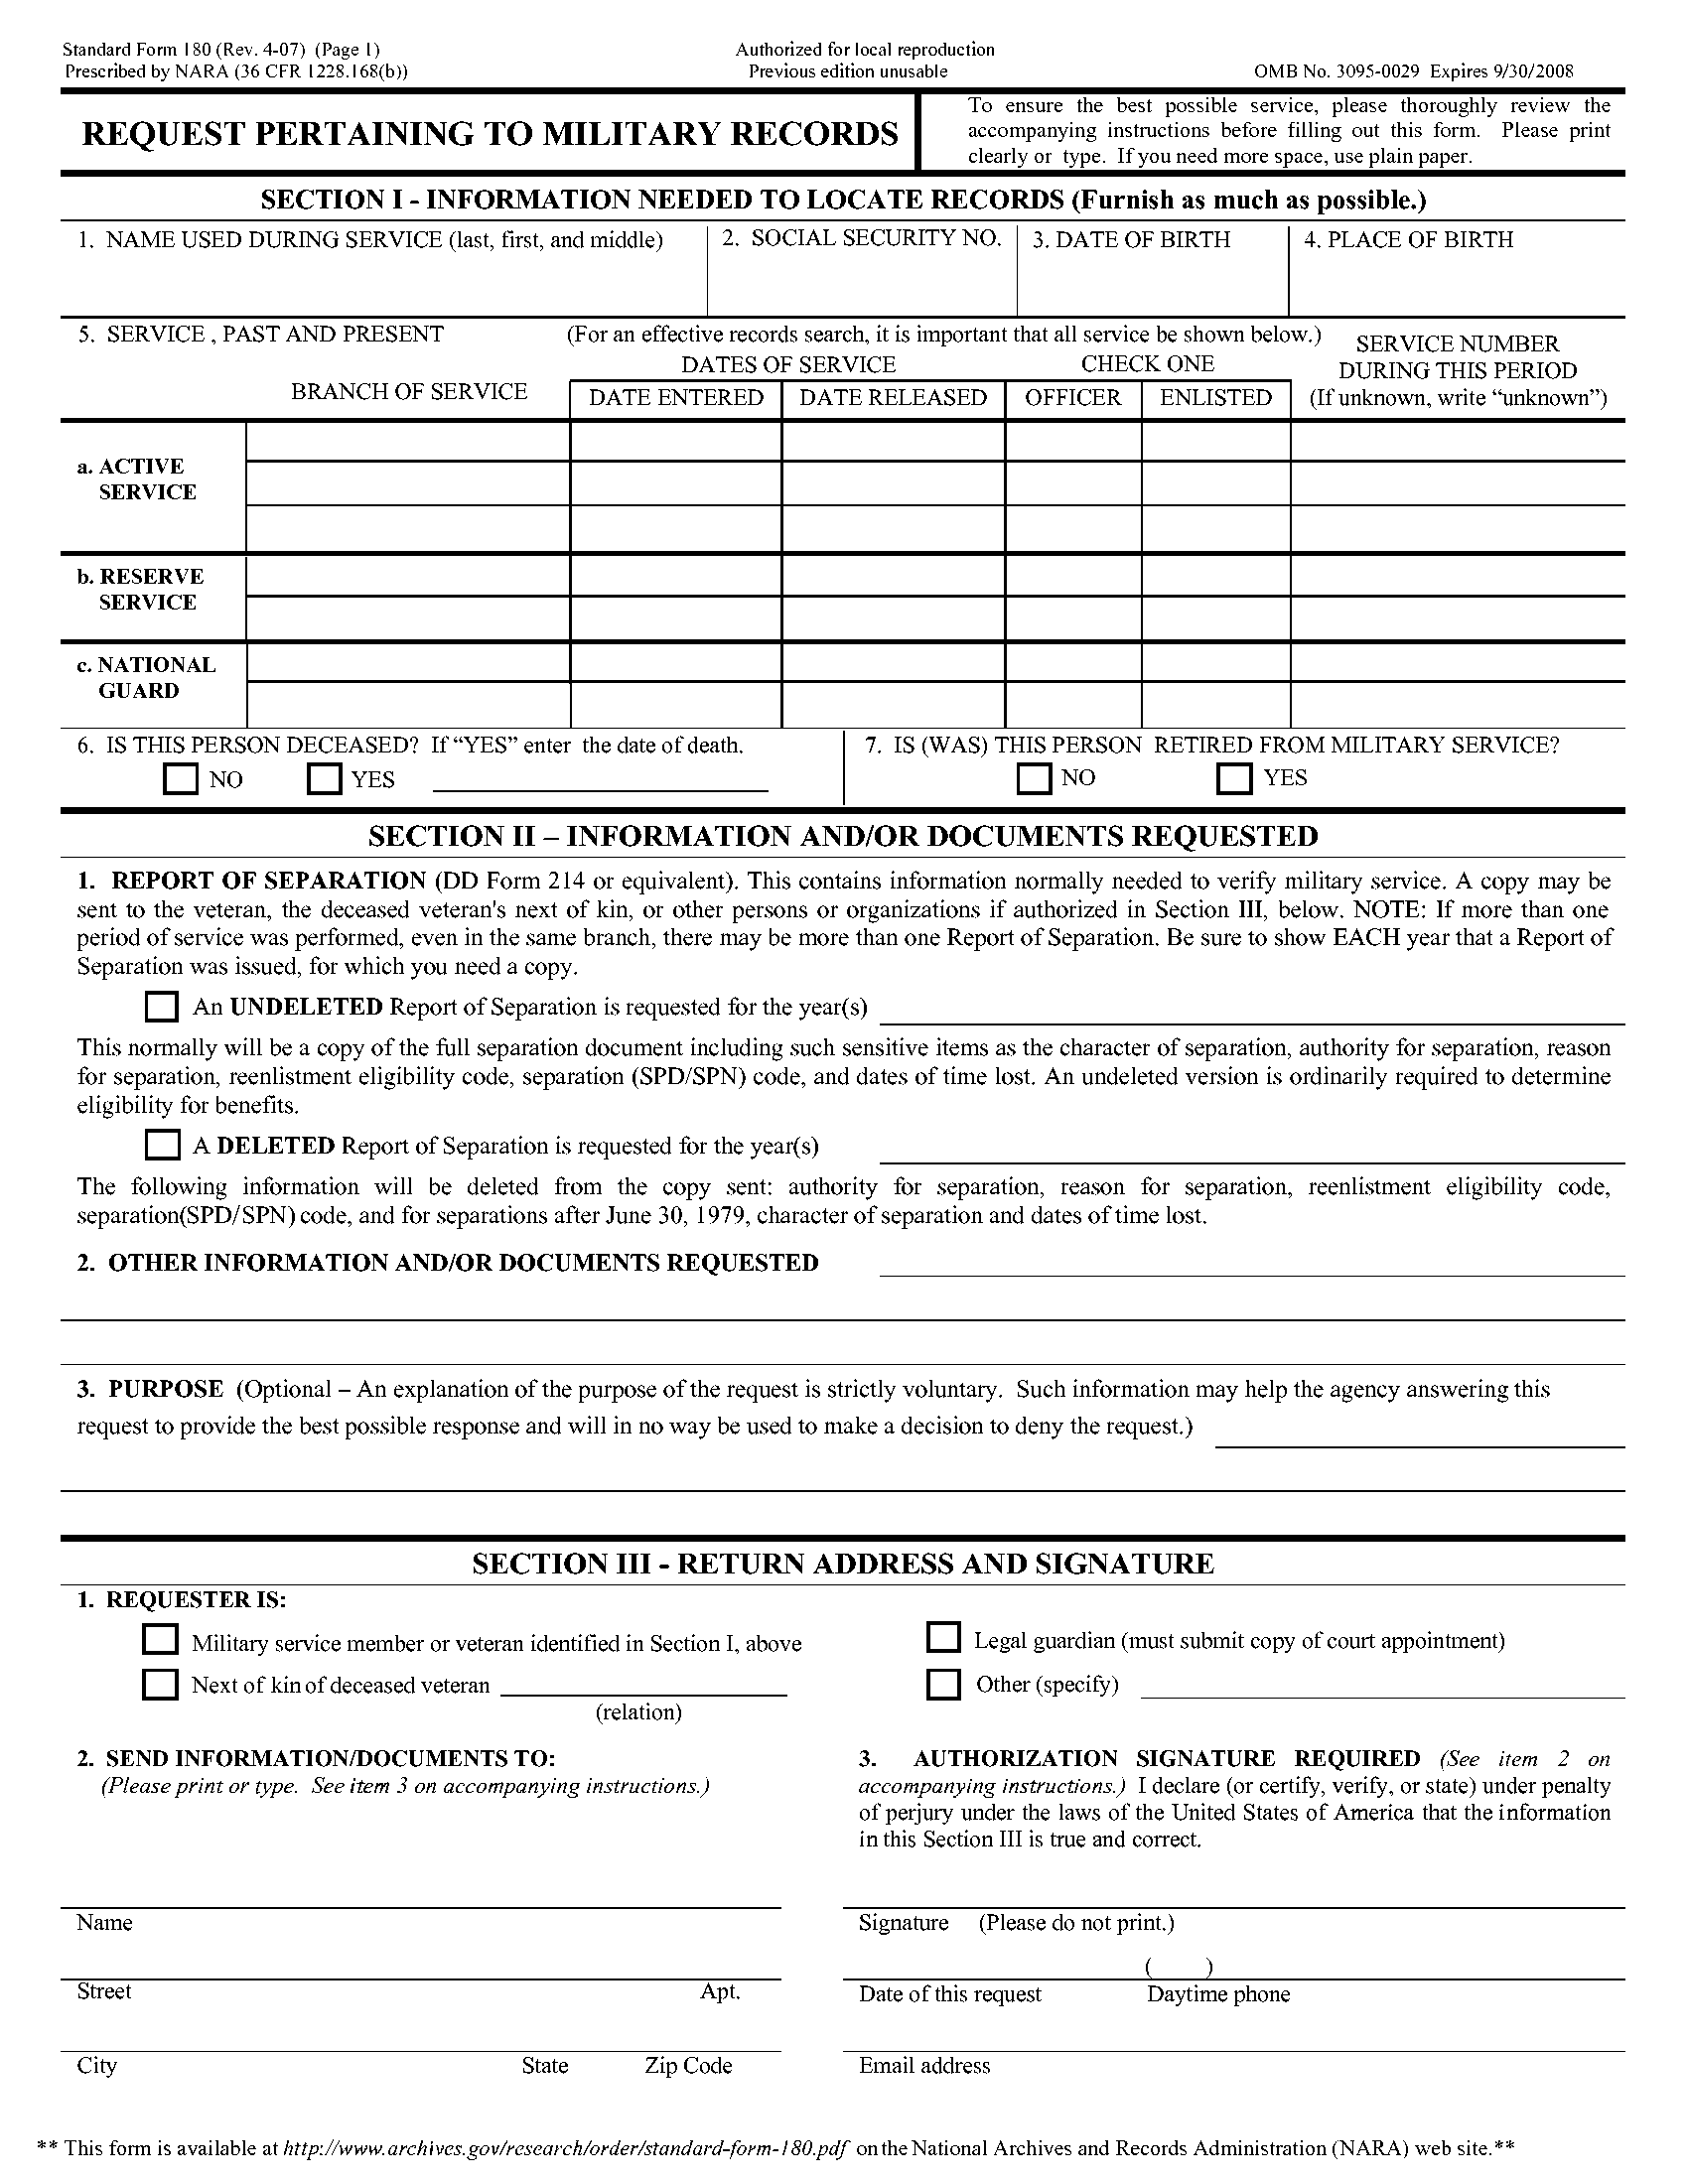 Standard Form 180 (Rev. 4-07) (Page 1)
Prescribed by NARA (36 CFR 1228.168(b))
Authorized for local reproduction
Previous edition unusable
OMB No. 3095-0029 Expires 9/30/2008
REQUEST PERTAINING TO MILITARY RECORDS
To ensure the best possible service, please thoroughly review the
accompanying instructions before filling out this form. Please print
clearly or type. If you need more space, use plain paper.
SECTION I - INFORMATION NEEDED TO LOCATE RECORDS (Furnish as much as possible.)
1. NAME USED DURING SERVICE (last, first, and middle)
2. SOCIAL SECURITY NO.
3. DATE OF BIRTH
4. PLACE OF BIRTH
5. SERVICE , PAST AND PRESENT
(For an effective records search, it is important that all service be shown below.)
BRANCH OF SERVICE
DATES OF SERVICE
DATE ENTERED
DATE RELEASED
CHECK ONE
OFFICER
ENLISTED
SERVICE NUMBER
DURING THIS PERIOD
(If unknown, write “unknown”)
a. ACTIVE
SERVICE
b. RESERVE
SERVICE
c. NATIONAL
GUARD
6. IS THIS PERSON DECEASED? If “YES” enter the date of death.
NO
YES
7. IS (WAS) THIS PERSON RETIRED FROM MILITARY SERVICE?
NO
YES
SECTION II – INFORMATION AND/OR DOCUMENTS REQUESTED
1. REPORT OF SEPARATION (DD Form 214 or equivalent). This contains information normally needed to verify military service. A copy may be
sent to the veteran, the deceased veteran's next of kin, or other persons or organizations if authorized in Section III, below. NOTE: If more than one
period of service was performed, even in the same branch, there may be more than one Report of Separation. Be sure to show EACH year that a Report of
Separation was issued, for which you need a copy.
An UNDELETED Report of Separation is requested for the year(s)
This normally will be a copy of the full separation document including such sensitive items as the character of separation, authority for separation, reason
for separation, reenlistment eligibility code, separation (SPD/SPN) code, and dates of time lost. An undeleted version is ordinarily required to determine
eligibility for benefits.
A DELETED Report of Separation is requested for the year(s)
The following information will be deleted from the copy sent: authority for separation, reason for separation, reenlistment eligibility code,
separation(SPD/SPN) code, and for separations after June 30, 1979, character of separation and dates of time lost.
2. OTHER INFORMATION AND/OR DOCUMENTS REQUESTED
3. PURPOSE (Optional – An explanation of the purpose of the request is strictly voluntary. Such information may help the agency answering this
request to provide the best possible response and will in no way be used to make a decision to deny the request.)
SECTION III - RETURN ADDRESS AND SIGNATURE
1. REQUESTER IS:
Military service member or veteran identified in Section I, above
Next of kin of deceased veteran
(relation)
Legal guardian (must submit copy of court appointment)
Other (specify)
2. SEND INFORMATION/DOCUMENTS TO:
(Please print or type. See item 3 on accompanying instructions.)
3. AUTHORIZATION SIGNATURE REQUIRED (See item 2 on
accompanying instructions.) I declare (or certify, verify, or state) under penalty
of perjury under the laws of the United States of America that the information
in this Section III is true and correct.
Name
Signature (Please do not print.)
( )
Street Apt.
Date of this request Daytime phone
City State Zip Code
Email address
** This form is available at http://www.archives.gov/research/order/standard-form-180.pdf on the National Archives and Records Administration (NARA) web site.**